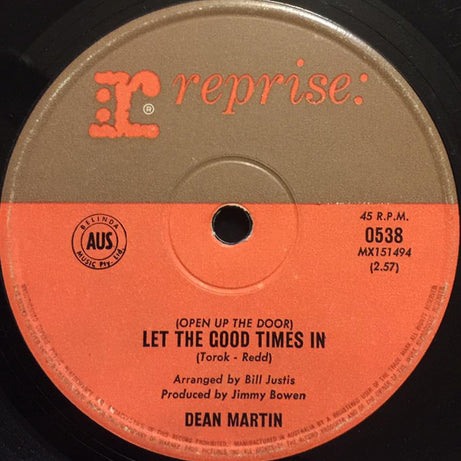 r® reprise:
45 R.P.M.
0538
MX151494
(2.57)
BELINDA
AUS
MUSIC Pty. Ltd.
(OPEN UP THE DOOR)
LET THE GOOD TIMES IN
(Torok - Redd)
Arranged by Bill Justis
Produced by Jimmy Bowen
DEAN MARTIN